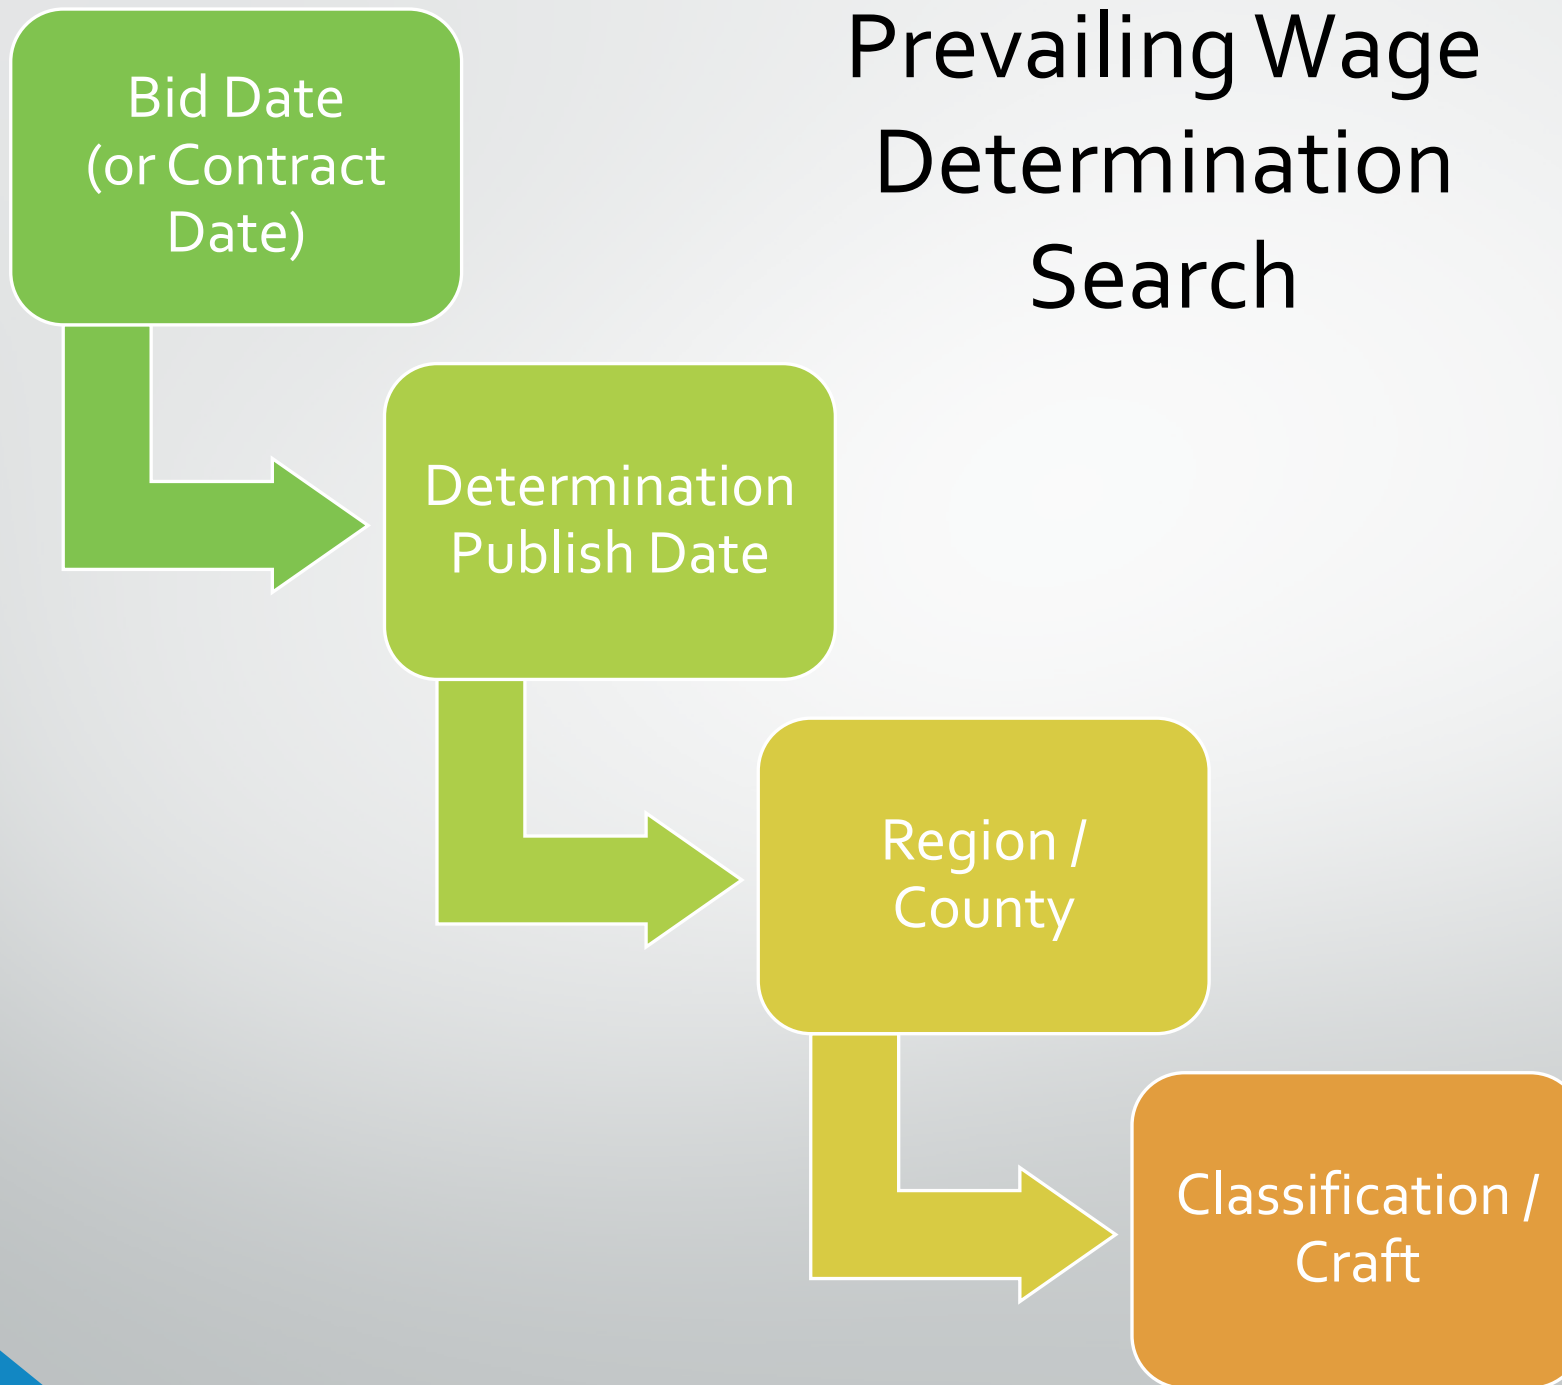 Prevailing Wage
Determination
Search
Bid Date
(or Contract
Date)
Determination
Publish Date
Region /
County
Classification /
Craft